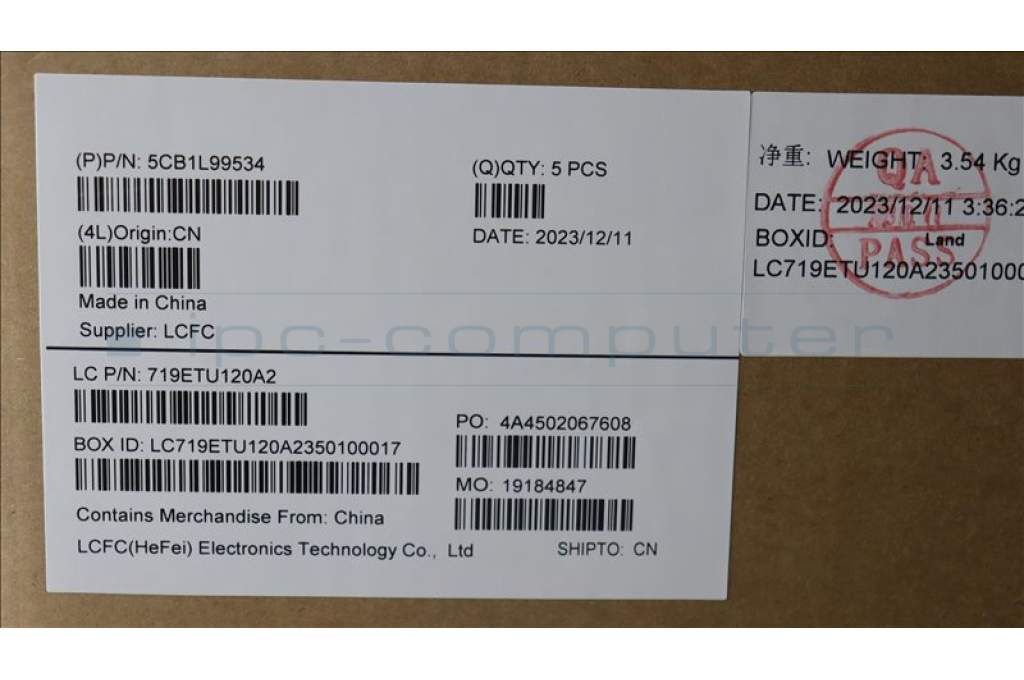 (P)P/N: 5CB1L99534
(Q)QTY: 5 PCS
(4L)Origin:CN
DATE: 2023/12/11
Made in China
Supplier: LCFC
LC P/N: 719ETU120A2
PO: 4A4502067608
BOX ID: LC719ETU120A2350100017
MO: 19184847
Contains Merchandise From: China
LCFC(HeFei) Electronics Technology Co., Ltd
SHIPTO: CN
净重: WEIGHT: 3.54 Kg
DATE: 2023/12/11 3:36:2
BOXID: Land
LC719ETU120A23501000
QA
PASS
ipc-computer